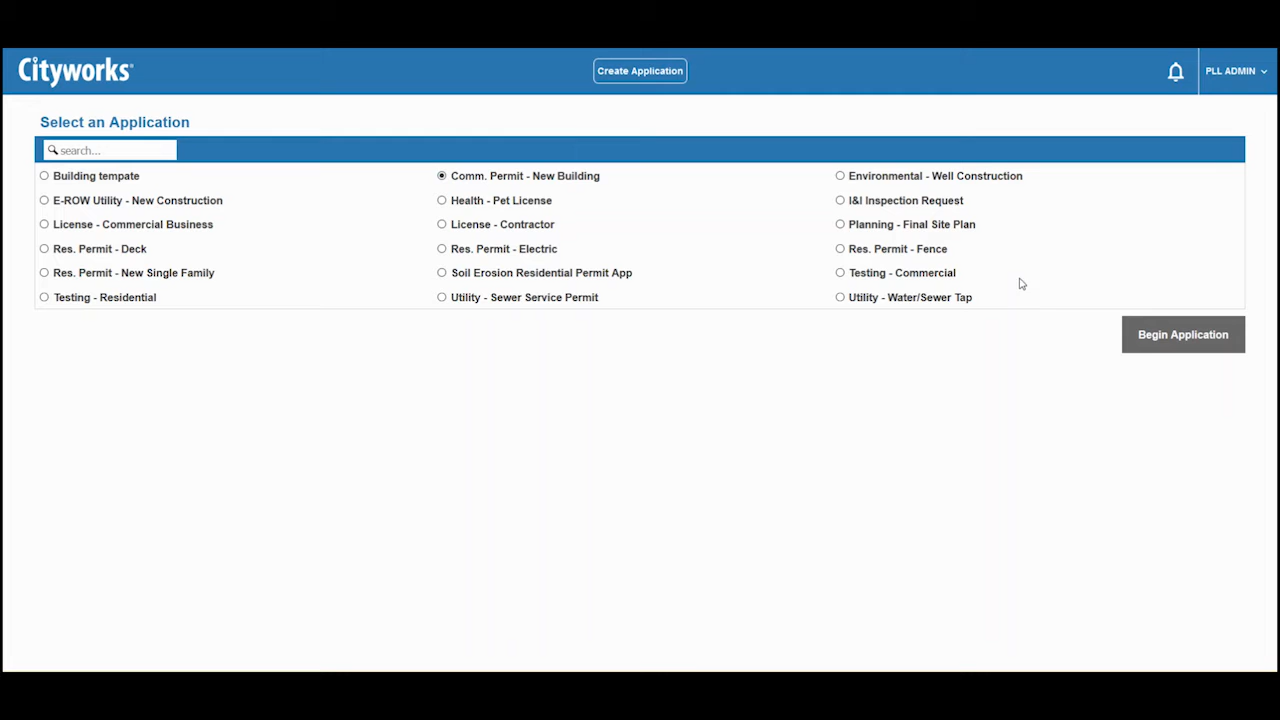 Cityworks®
Create Application
PLL ADMIN
Select an Application
search...
Building tempate
Comm. Permit - New Building
Environmental - Well Construction
E-ROW Utility - New Construction
Health - Pet License
I&I Inspection Request
License - Commercial Business
License - Contractor
Planning - Final Site Plan
Res. Permit - Deck
Res. Permit - Electric
Res. Permit - Fence
Res. Permit - New Single Family
Soil Erosion Residential Permit App
Testing - Commercial
Testing - Residential
Utility - Sewer Service Permit
Utility - Water/Sewer Tap
Begin Application